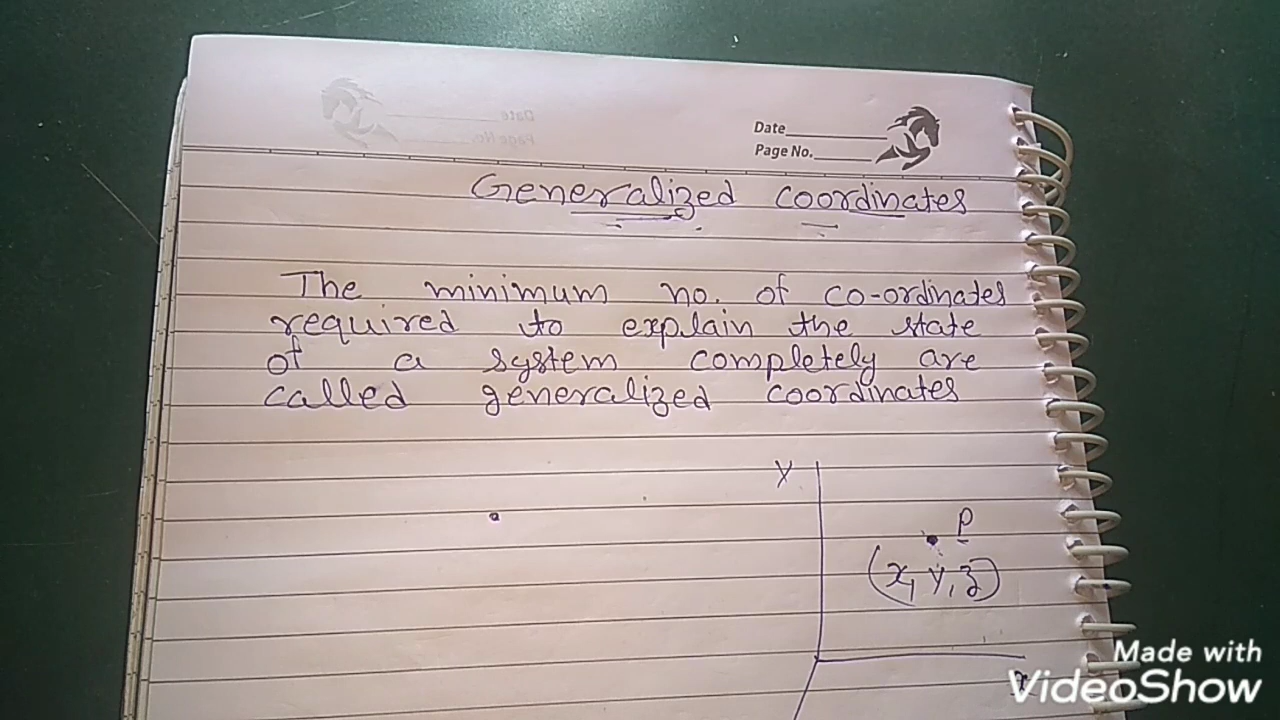 Date
Page No.
Generalized coordinates
The minimum no. of co-ordinates
required to explain the state
of a system completely are
called generalized coordinates
Y
P
(x, y, z)
x
Made with
VideoShow